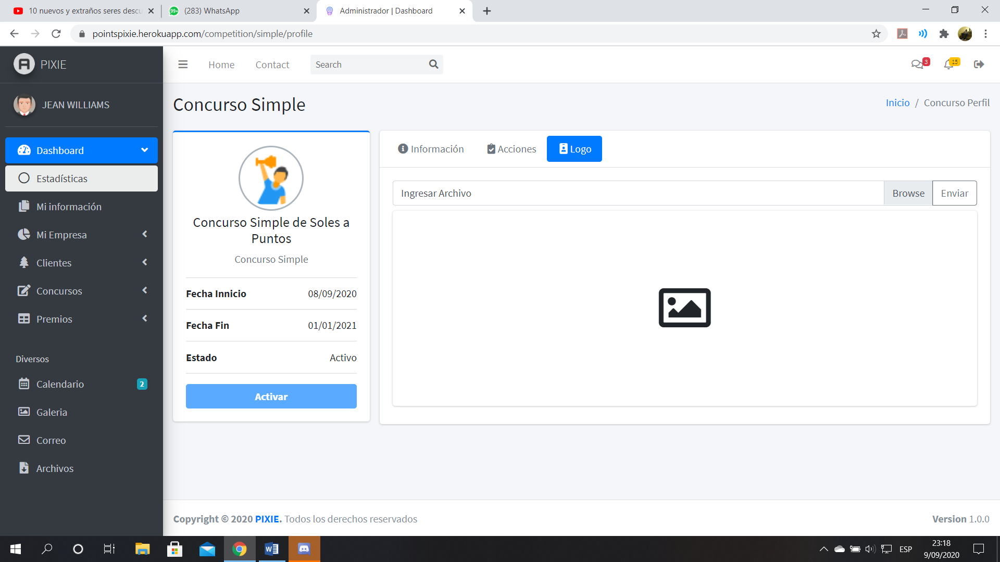 10 nuevos y extraños seres descu
99+
(283) WhatsApp
Administrador | Dashboard
pointspixie.herokuapp.com/competition/simple/profile
PIXIE
Home
Contact
Search
3
15
JEAN WILLIAMS
Concurso Simple
Inicio / Concurso Perfil
Dashboard
Estadísticas
Mi información
Mi Empresa
Clientes
Concursos
Premios
Diversos
Calendario
2
Galeria
Correo
Archivos
Concurso Simple de Soles a
Puntos
Concurso Simple
Fecha Innicio 08/09/2020
Fecha Fin 01/01/2021
Estado Activo
Activar
Información
Acciones
Logo
Ingresar Archivo
Browse
Enviar
Copyright © 2020 PIXIE. Todos los derechos reservados
Version 1.0.0
ESP
23:18
9/09/2020